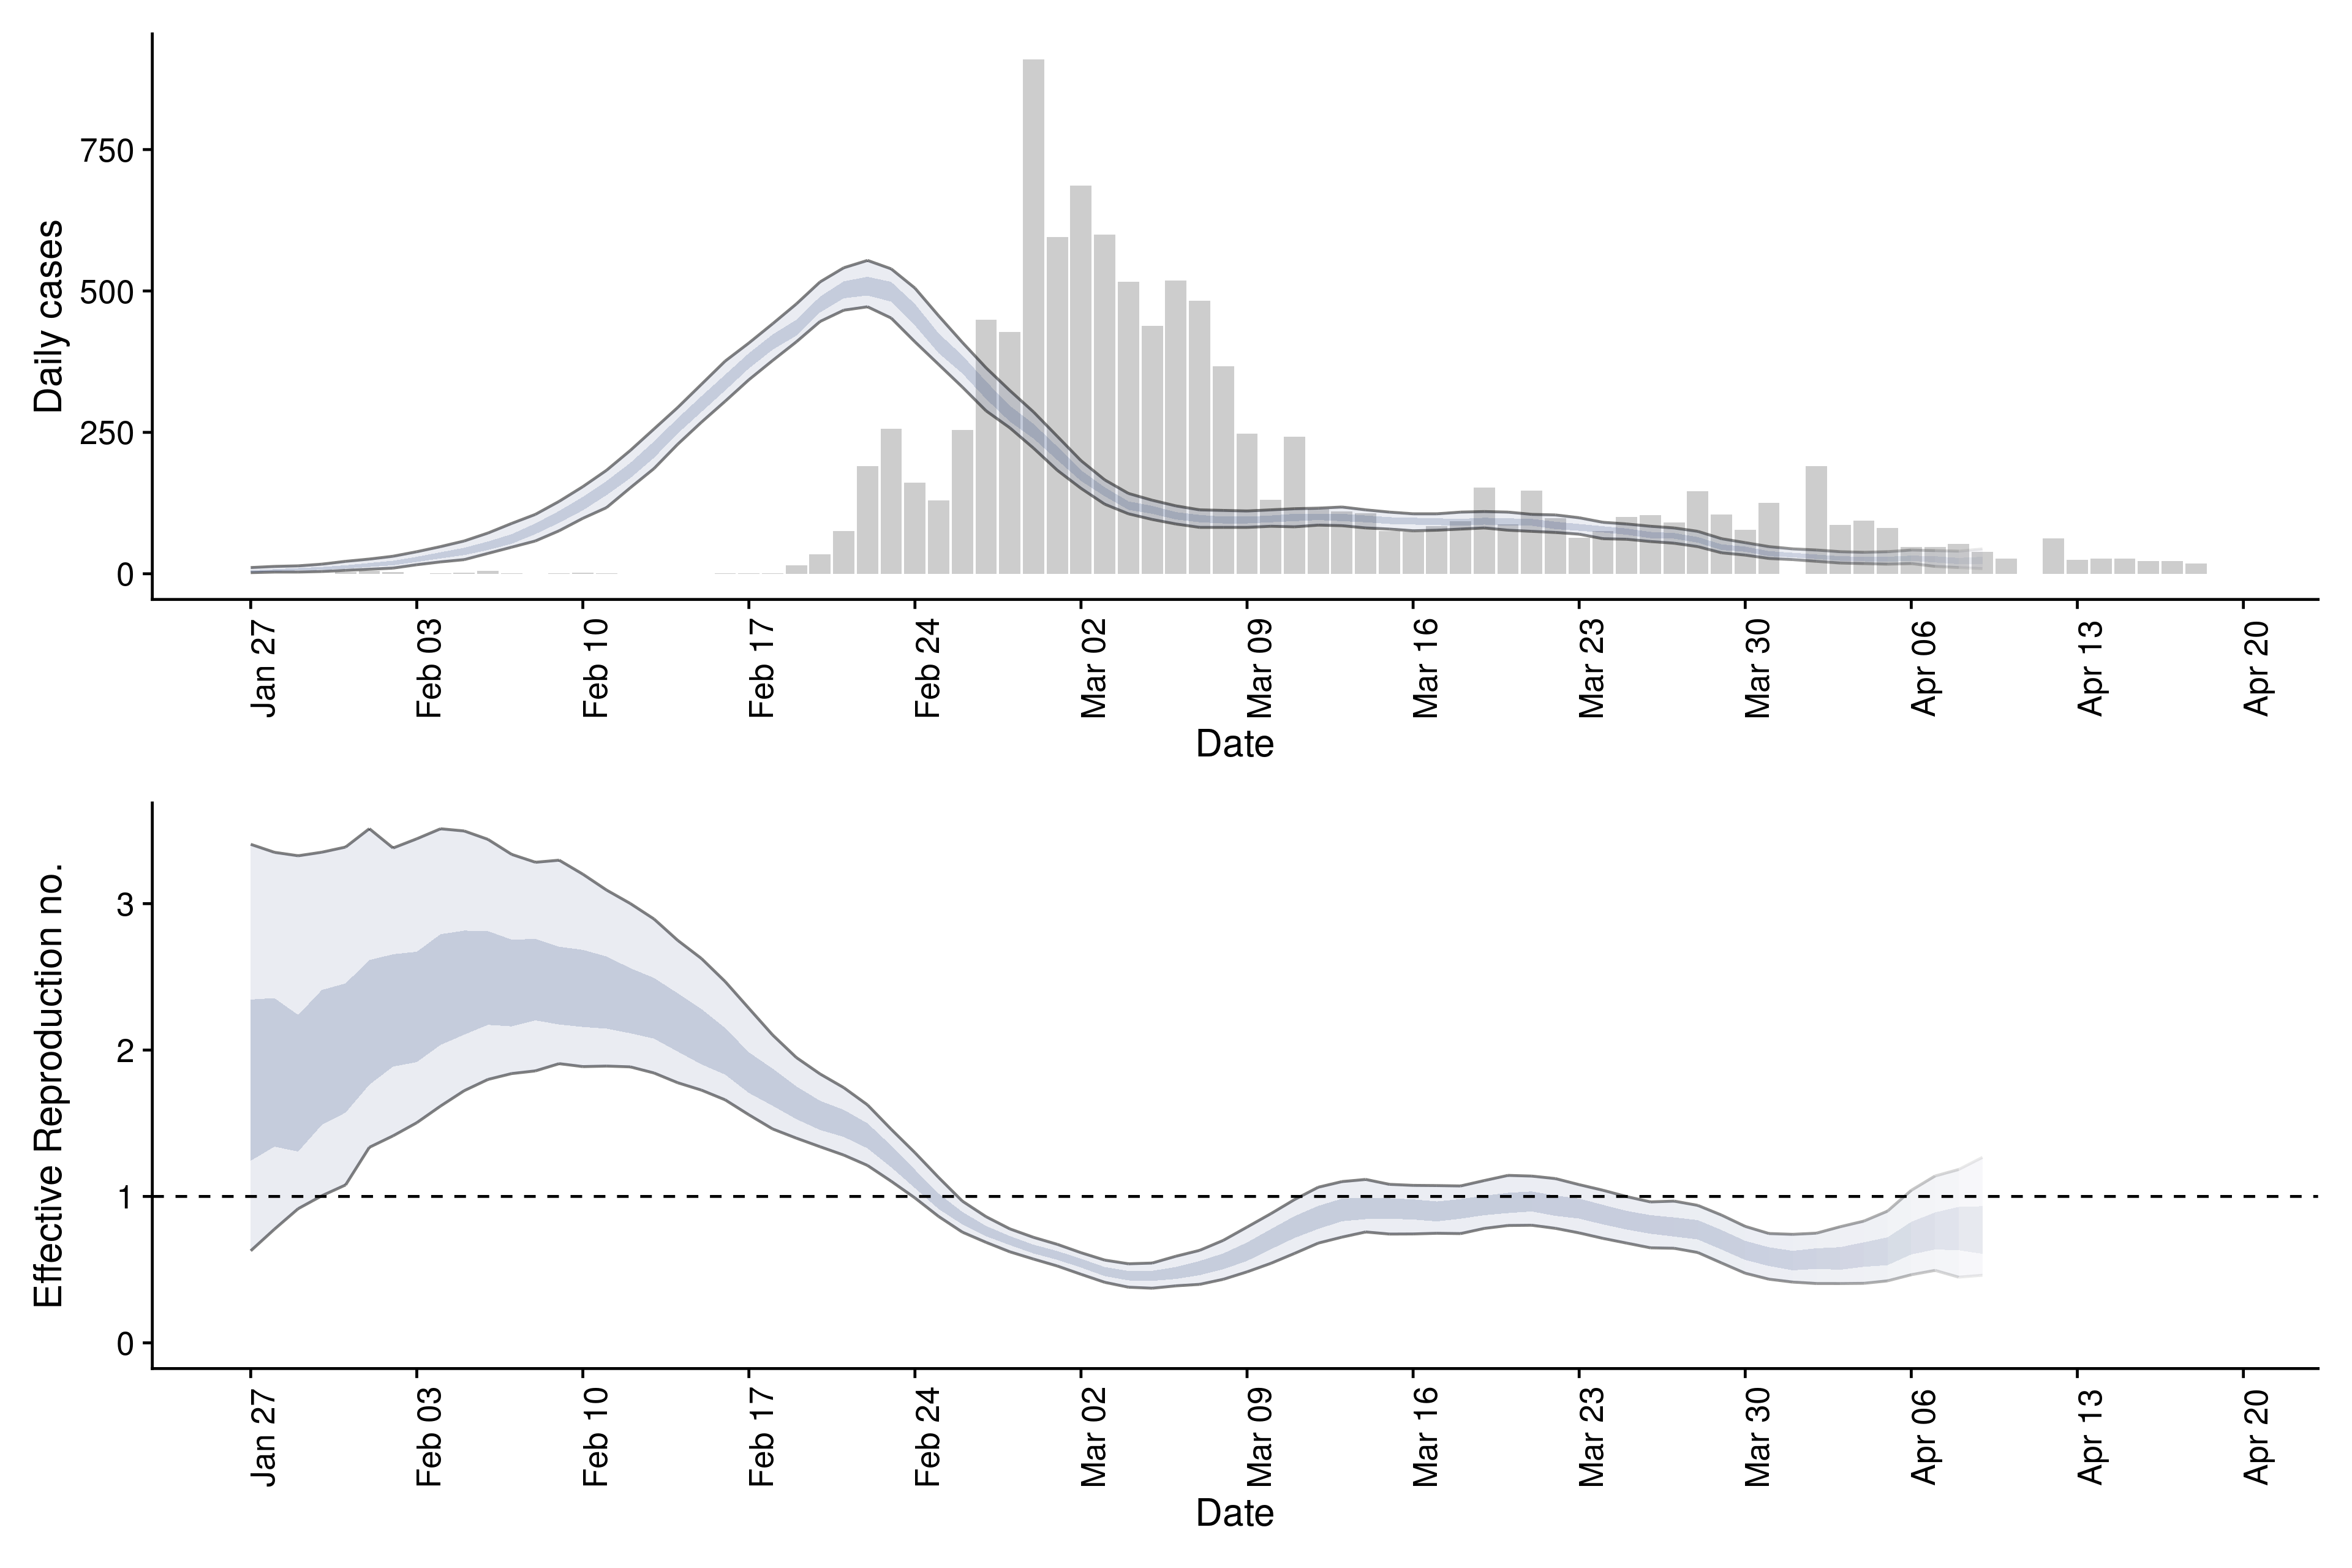 Daily cases
750
500
250
0
Jan 27
Feb 03
Feb 10
Feb 17
Feb 24
Mar 02
Mar 09
Mar 16
Mar 23
Mar 30
Apr 06
Apr 13
Apr 20
Date
Effective Reproduction no.
3
2
1
0
Jan 27
Feb 03
Feb 10
Feb 17
Feb 24
Mar 02
Mar 09
Mar 16
Mar 23
Mar 30
Apr 06
Apr 13
Apr 20
Date